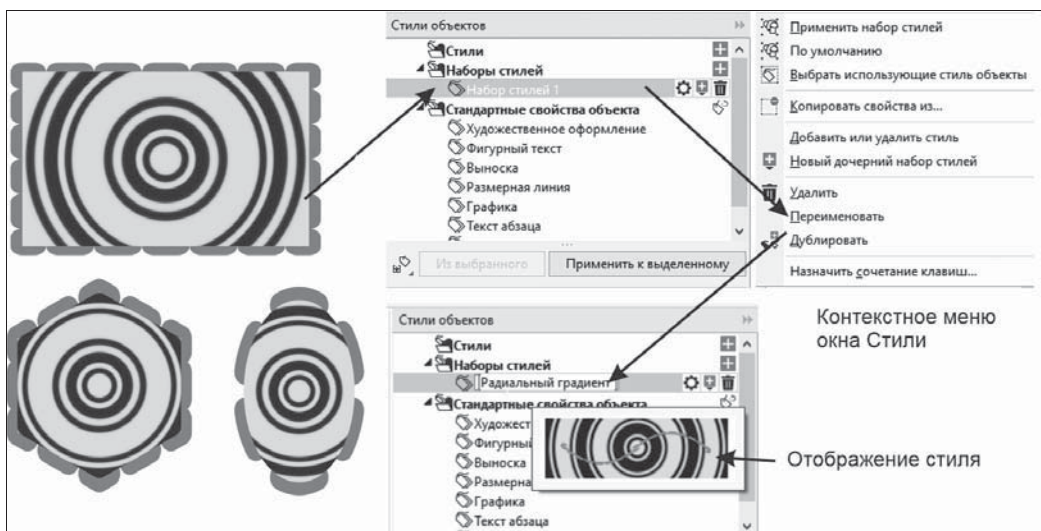 Стили объектов
Стили
Наборы стилей
Набор стилей 1
Стандартные свойства объекта
Художественное оформление
Фигурный текст
Выноска
Размерная линия
Графика
Текст абзаца
Из выбранного
Применить к выделенному
Применить набор стилей
По умолчанию
Выбрать использующие стиль объекты
Копировать свойства из...
Добавить или удалить стиль
Новый дочерний набор стилей
Удалить
Переименовать
Дублировать
Назначить сочетание клавиш...
Контекстное меню
окна Стили
Стили объектов
Стили
Наборы стилей
Радиальный градиент
Стандартные свойства объекта
Художест
Фигурный
Выноска
Размерна
Графика
Текст абзаца
Отображение стиля